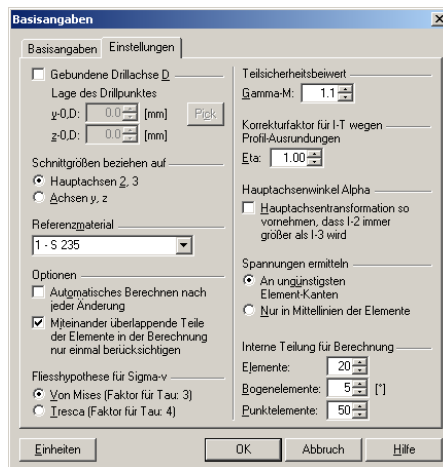 Basisangaben
Basisangaben
Einstellungen
Gebundene Drillachse D
Lage des Drillpunktes
y-0,D: 0.0 [mm]
z-0,D: 0.0 [mm]
Pick
Schnittgrößen beziehen auf
Hauptachsen 2, 3
Achsen y, z
Referenzmaterial
1 - S 235
Optionen
Automatisches Berechnen nach
jeder Änderung
Miteinander überlappende Teile
der Elemente in der Berechnung
nur einmal berücksichtigen
Fliesshypothese für Sigma-v
Von Mises (Faktor für Tau: 3)
Tresca (Faktor für Tau: 4)
Teilsicherheitsbeiwert
Gamma-M: 1.1
Korrekturfaktor für I-T wegen
Profil-Ausrundungen
Eta: 1.00
Hauptachsenwinkel Alpha
Hauptachsentransformation so
vornehmen, dass I-2 immer
größer als I-3 wird
Spannungen ermitteln
An ungünstigsten
Element-Kanten
Nur in Mittellinien der Elemente
Interne Teilung für Berechnung
Elemente: 20
Bogenelemente: 5 [°]
Punktelemente: 50
Einheiten
OK
Abbruch
Hilfe